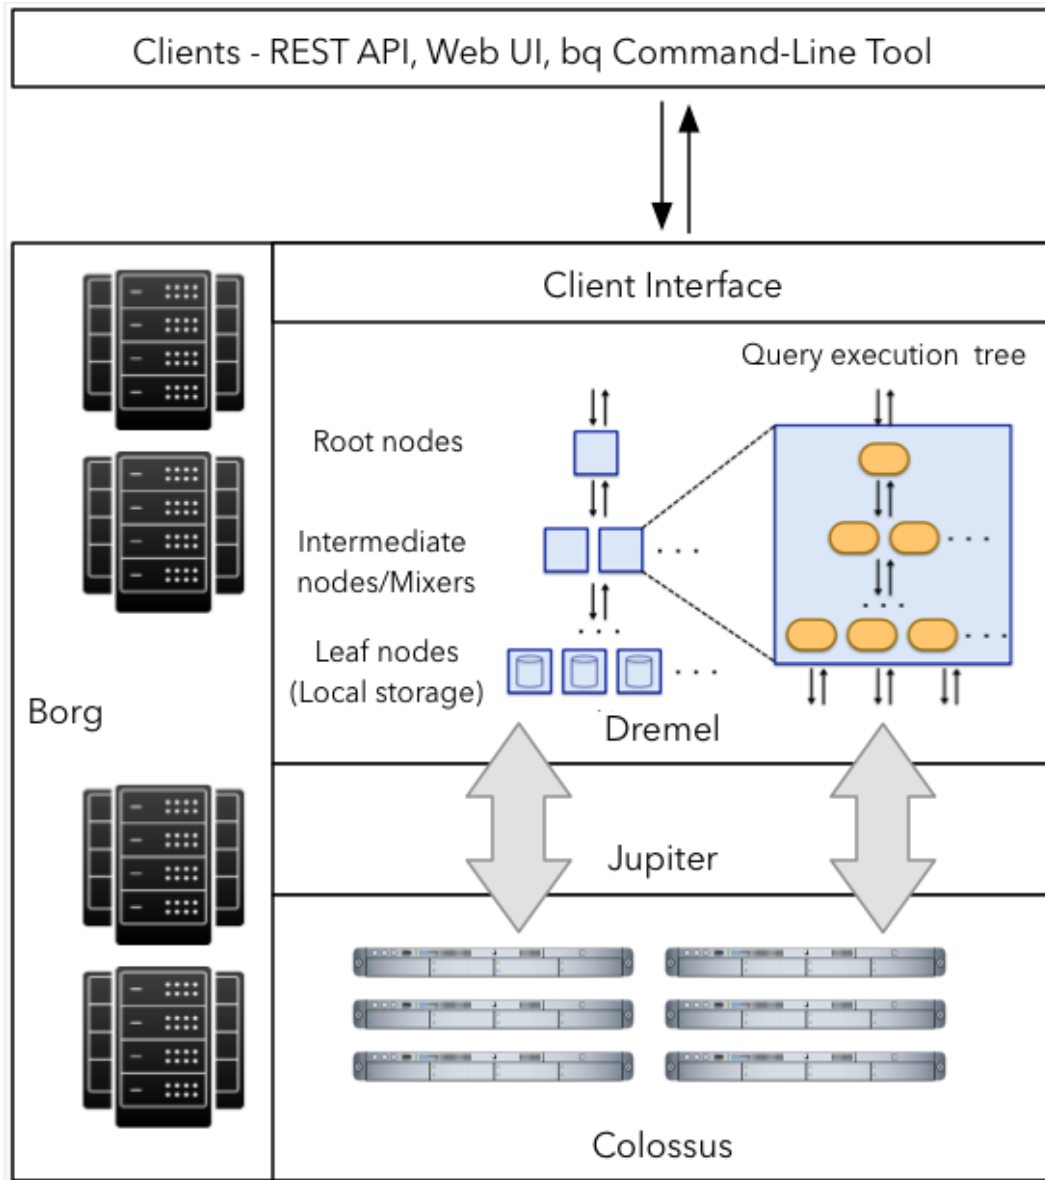 Clients - REST API, Web UI, bq Command-Line Tool
Client Interface
Query execution tree
Root nodes
Intermediate
nodes/Mixers
Leaf nodes
(Local storage)
Borg
Dremel
Jupiter
Colossus